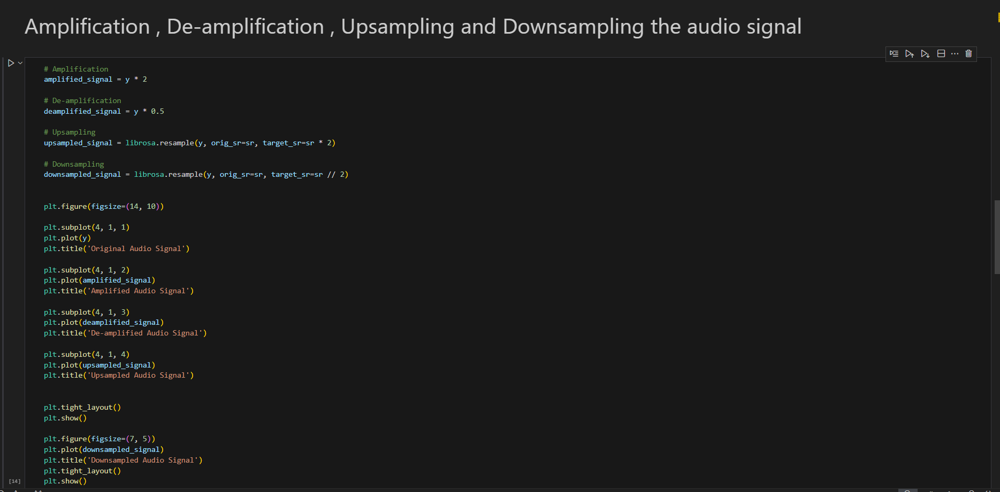 Amplification , De-amplification , Upsampling and Downsampling the audio signal
# Amplification
amplified_signal = y * 2
# De-amplification
deamplified_signal = y * 0.5
# Upsampling
upsampled_signal = librosa.resample(y, orig_sr=sr, target_sr=sr * 2)
# Downsampling
downsampled_signal = librosa.resample(y, orig_sr=sr, target_sr=sr // 2)
plt.figure(figsize=(14, 10))
plt.subplot(4, 1, 1)
plt.plot(y)
plt.title('Original Audio Signal')
plt.subplot(4, 1, 2)
plt.plot(amplified_signal)
plt.title('Amplified Audio Signal')
plt.subplot(4, 1, 3)
plt.plot(deamplified_signal)
plt.title('De-amplified Audio Signal')
plt.subplot(4, 1, 4)
plt.plot(upsampled_signal)
plt.title('Upsampled Audio Signal')
plt.tight_layout()
plt.show()
plt.figure(figsize=(7, 5))
plt.plot(downsampled_signal)
plt.title('Downsampled Audio Signal')
plt.tight_layout()
plt.show()
[14]